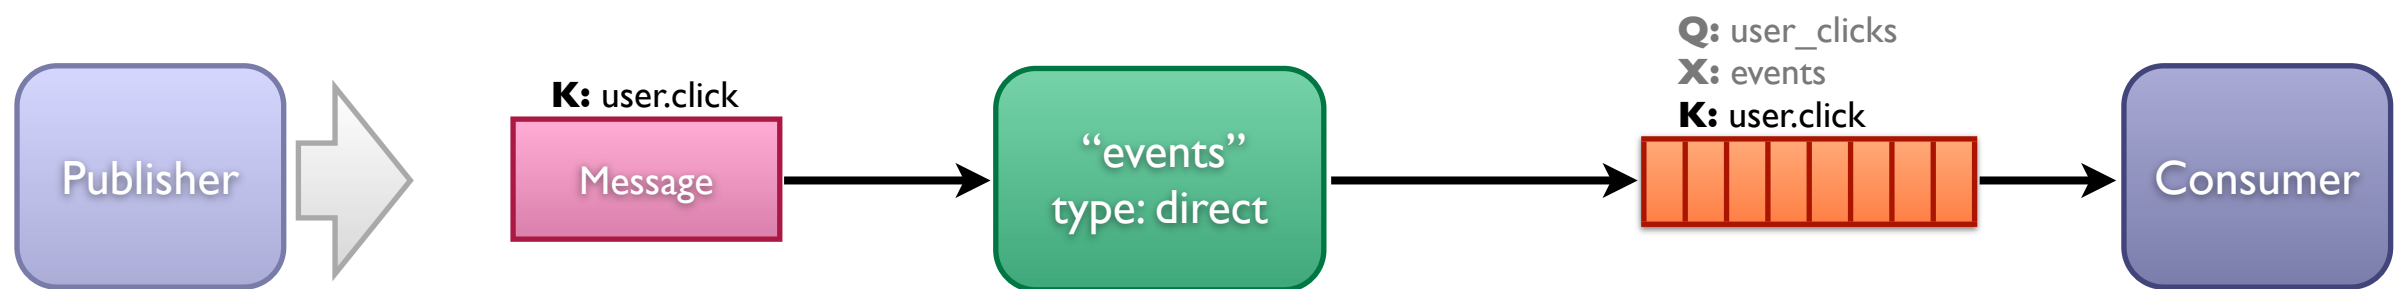 Publisher
K: user.click
Message
“events”
type: direct
Q: user_clicks
X: events
K: user.click
Consumer